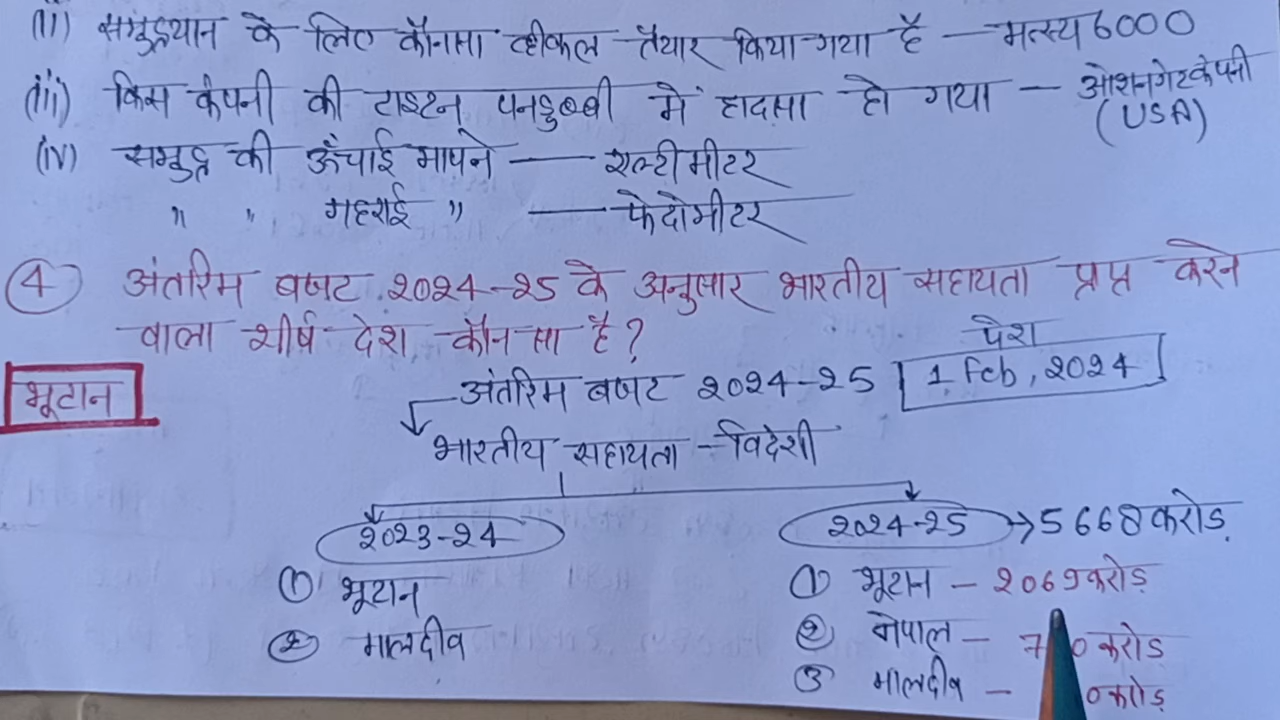 (ii) समुद्रयान के लिए कौनसा व्हीकल तैयार किया गया है — मत्स्य 6000
(iii) किस कंपनी की टाइटन पनडुब्बी में हादसा हो गया — ओशनगेट कंपनी
(USA)
(iv) समुद्र की ऊँचाई मापने — एल्टीमीटर
" " गहराई " — फेदोमीटर
④ अंतरिम बजट 2024-25 के अनुसार भारतीय सहायता प्राप्त करने
वाला शीर्ष देश कौन सा है?
पेश
भूटान
अंतरिम बजट 2024-25 [1 Feb, 2024]
भारतीय सहायता - विदेशी
2023-24
2024-25 → 5668 करोड़
① भूटान
② मालदीव
① भूटान - 2069 करोड़
② नेपाल - करोड़
③ मालदीव - करोड़